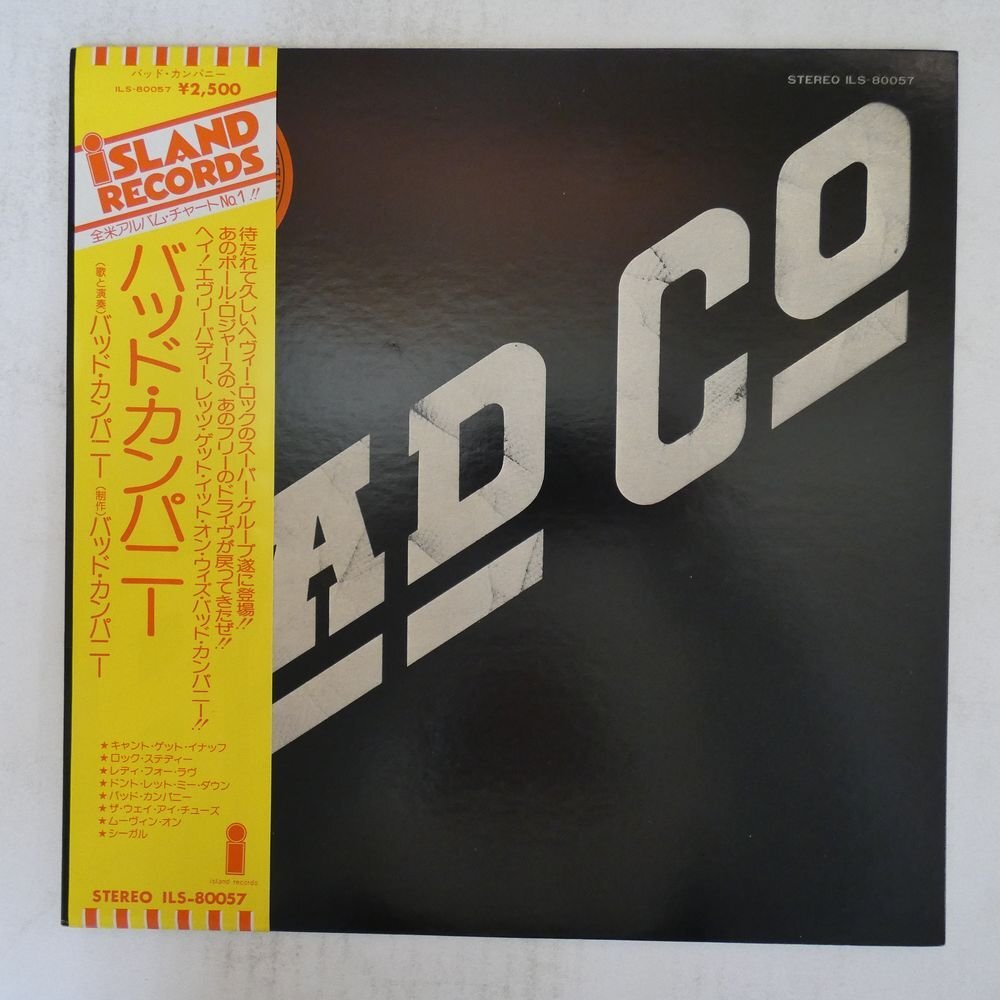 バッド・カンパニー
ILS-80057 ¥2,500
iSLAND
RECORDS
全米アルバム・チャートNo.1!!
待たれて久しいヘヴィー・ロックのスーパー・グループ遂に登場!!
あのポール・ロジャースの、あのフリーのドライヴが戻ってきたぜ!!
ヘイ!エヴリーバディー、レッツ・ゲット・イット・オン・ウィズ・バッド・カンパニー!!
バッド・カンパニー
(歌と演奏)バッド・カンパニー (制作)バッド・カンパニー
★キャント・ゲット・イナッフ
★ロック・ステディー
★レディ・フォー・ラヴ
★ドント・レット・ミー・ダウン
★バッド・カンパニー
★ザ・ウェイ・アイ・チューズ
★ムーヴィン・オン
★シーガル
island records
STEREO ILS-80057
STEREO ILS-80057
AD Co